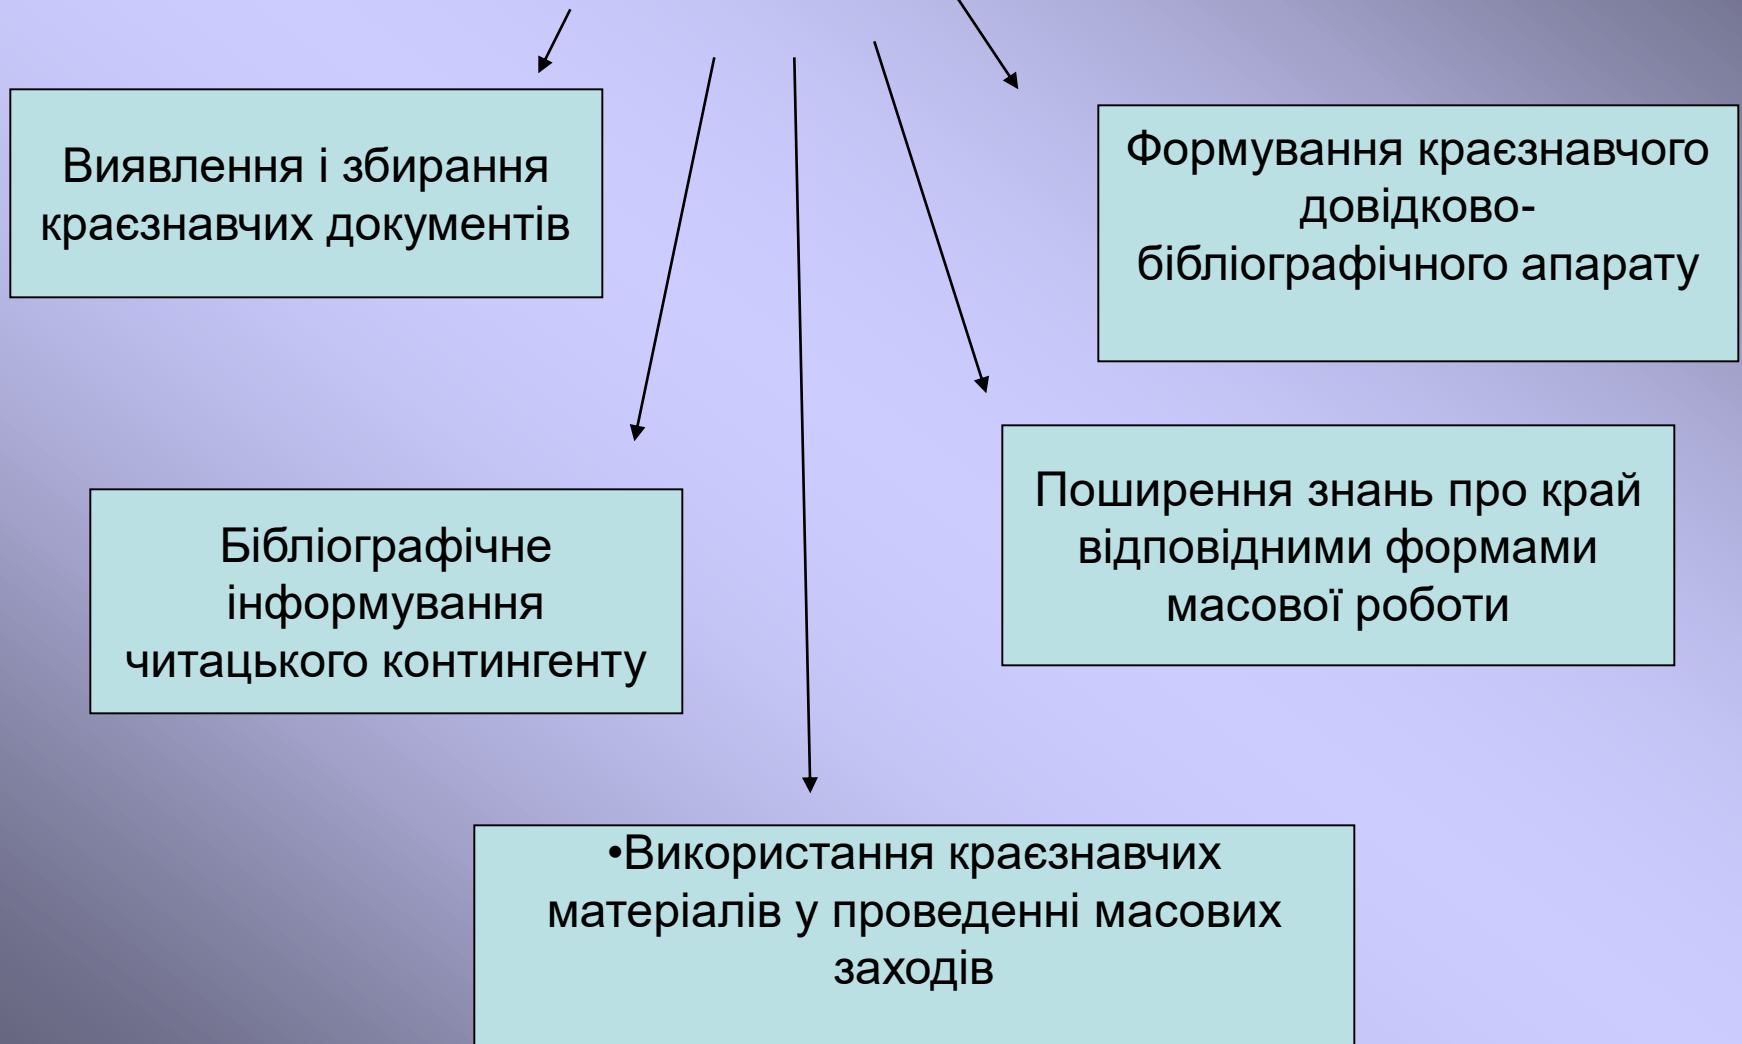 Виявлення і збирання
краєзнавчих документів
Формування краєзнавчого
довідково-
бібліографічного апарату
Бібліографічне
інформування
читацького контингенту
Поширення знань про край
відповідними формами
масової роботи
•Використання краєзнавчих
матеріалів у проведенні масових
заходів